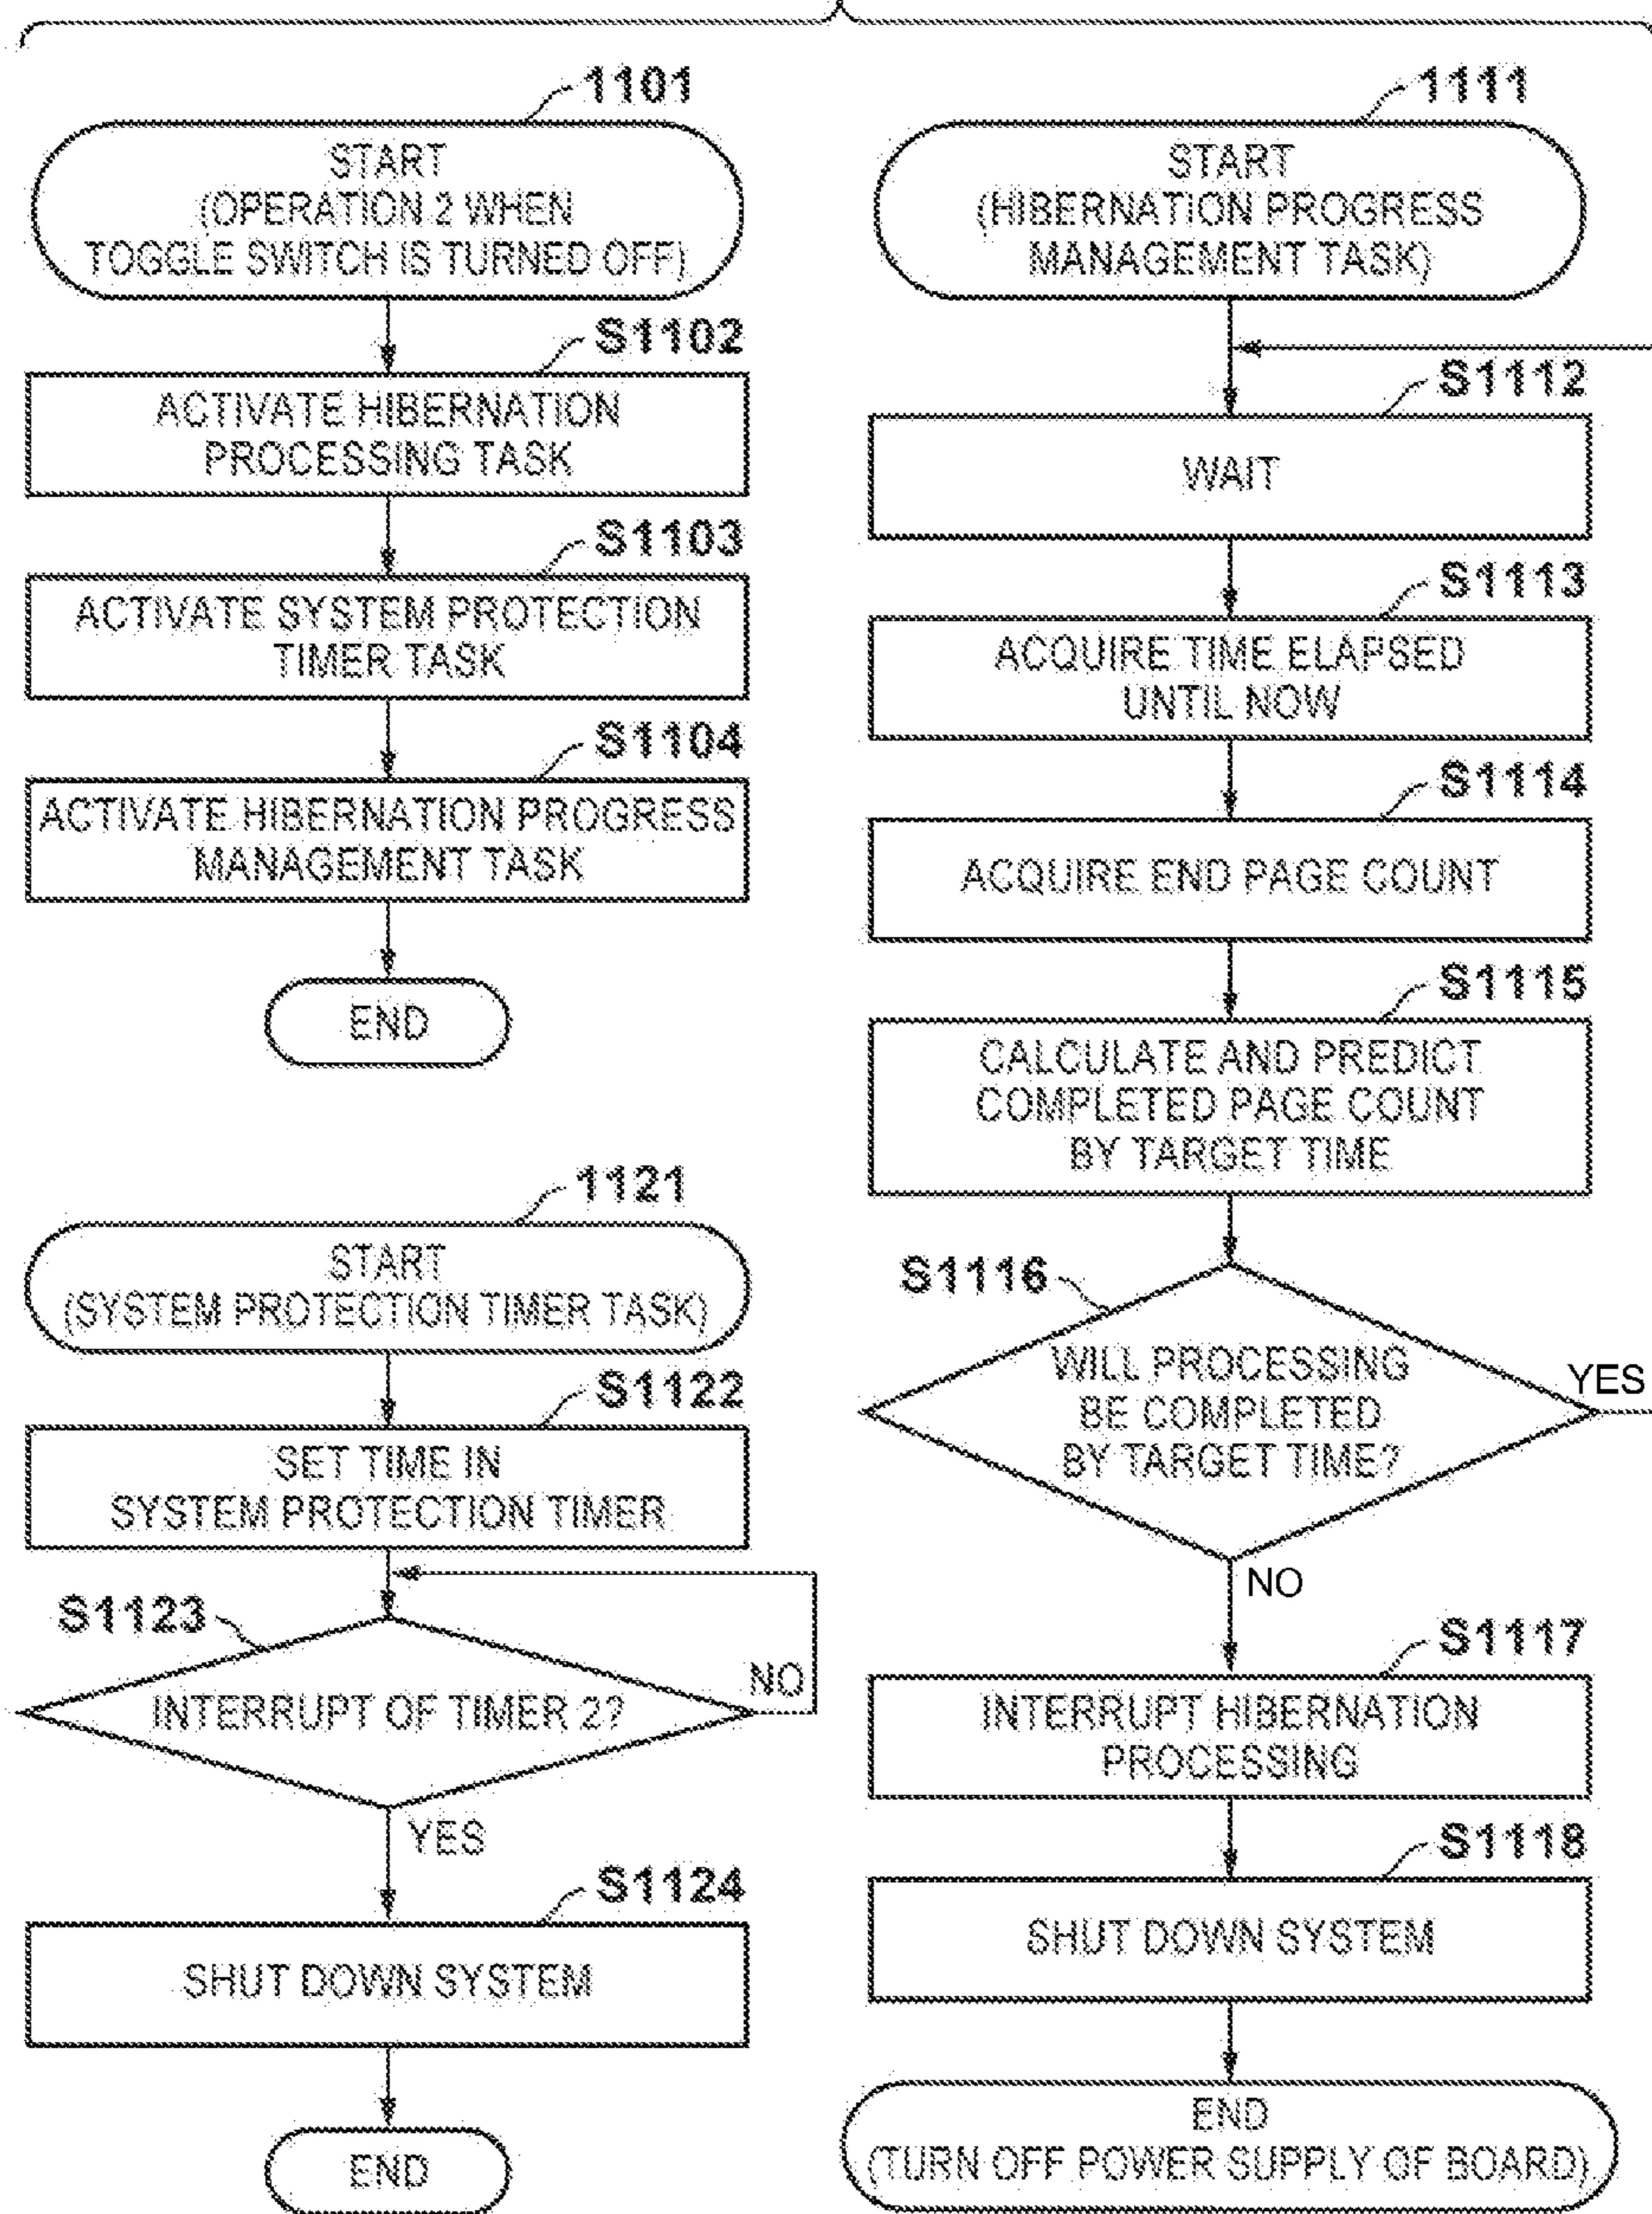 1101
START
(OPERATION 2 WHEN
TOGGLE SWITCH IS TURNED OFF)
S1102
ACTIVATE HIBERNATION
PROCESSING TASK
S1103
ACTIVATE SYSTEM PROTECTION
TIMER TASK
S1104
ACTIVATE HIBERNATION PROGRESS
MANAGEMENT TASK
END
1121
START
(SYSTEM PROTECTION TIMER TASK)
S1122
SET TIME IN
SYSTEM PROTECTION TIMER
S1123
INTERRUPT OF TIMER 2?
NO
YES
S1124
SHUT DOWN SYSTEM
END
1111
START
(HIBERNATION PROGRESS
MANAGEMENT TASK)
S1112
WAIT
S1113
ACQUIRE TIME ELAPSED
UNTIL NOW
S1114
ACQUIRE END PAGE COUNT
S1115
CALCULATE AND PREDICT
COMPLETED PAGE COUNT
BY TARGET TIME
S1116
WILL PROCESSING
BE COMPLETED
BY TARGET TIME?
YES
NO
S1117
INTERRUPT HIBERNATION
PROCESSING
S1118
SHUT DOWN SYSTEM
END
(TURN OFF POWER SUPPLY OF BOARD)